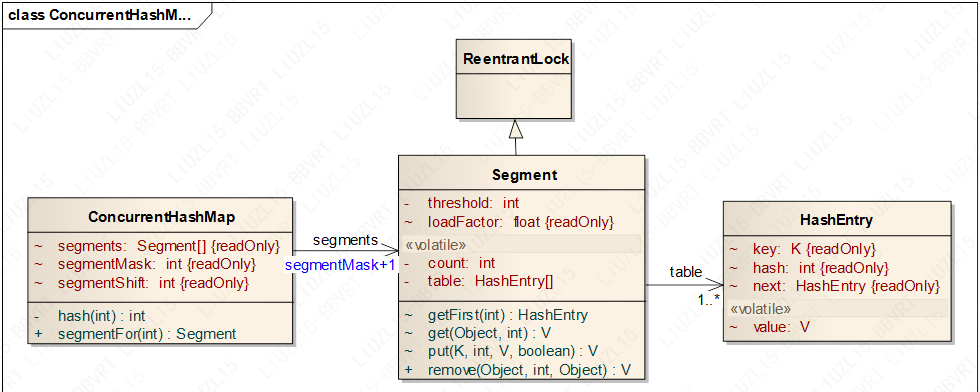 class ConcurrentHashM...
ReentrantLock
Segment
- threshold: int
~ loadFactor: float {readOnly}
«volatile»
- count: int
- table: HashEntry[]
~ getFirst(int) : HashEntry
~ get(Object, int) : V
~ put(K, int, V, boolean) : V
+ remove(Object, int, Object) : V
ConcurrentHashMap
~ segments: Segment[] {readOnly}
~ segmentMask: int {readOnly}
~ segmentShift: int {readOnly}
- hash(int) : int
+ segmentFor(int) : Segment
segments
segmentMask+1
HashEntry
~ key: K {readOnly}
~ hash: int {readOnly}
~ next: HashEntry {readOnly}
«volatile»
~ value: V
table
1..*
LIUZL15-BBVRT